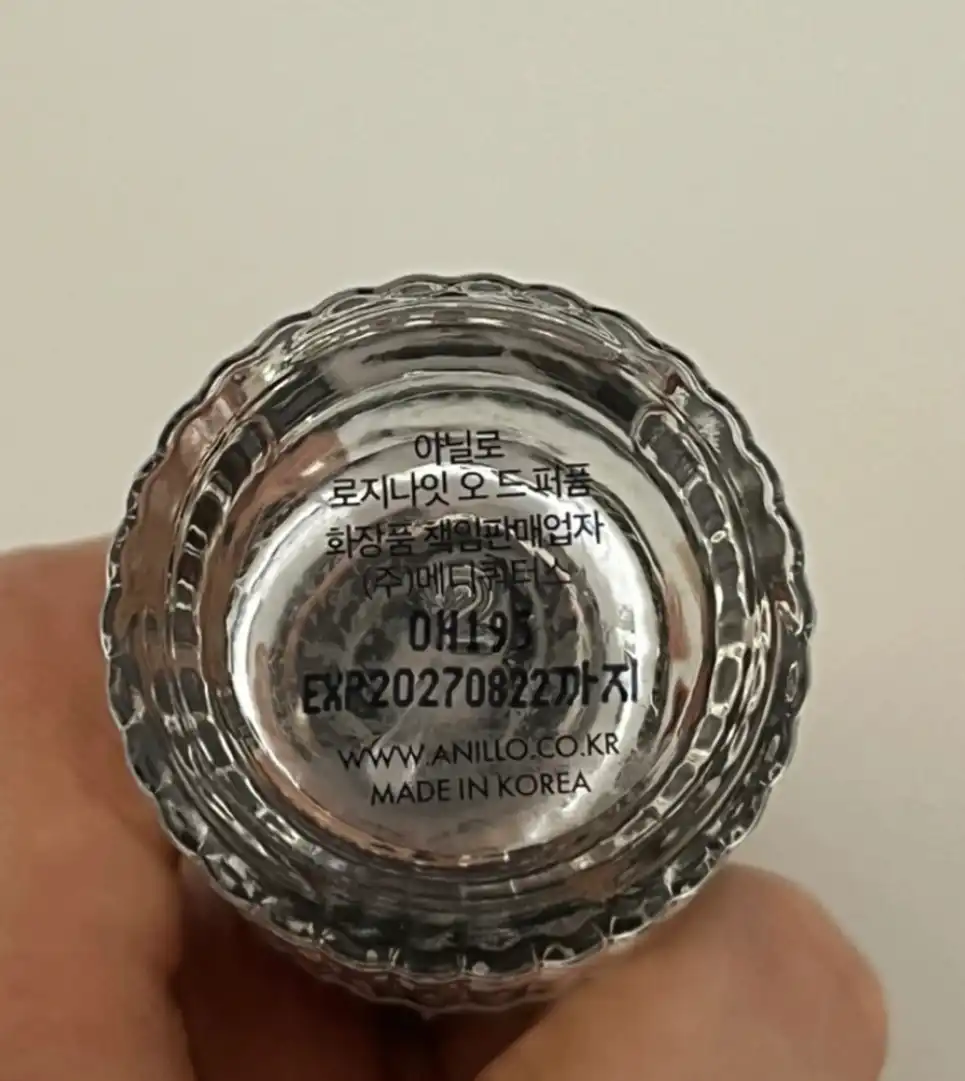 아닐로
로지나잇 오 드 퍼퓸
화장품 책임판매업자
(주)메디쿼터스
0H195
EXP20270822까지
WWW.ANILLO.CO.KR
MADE IN KOREA